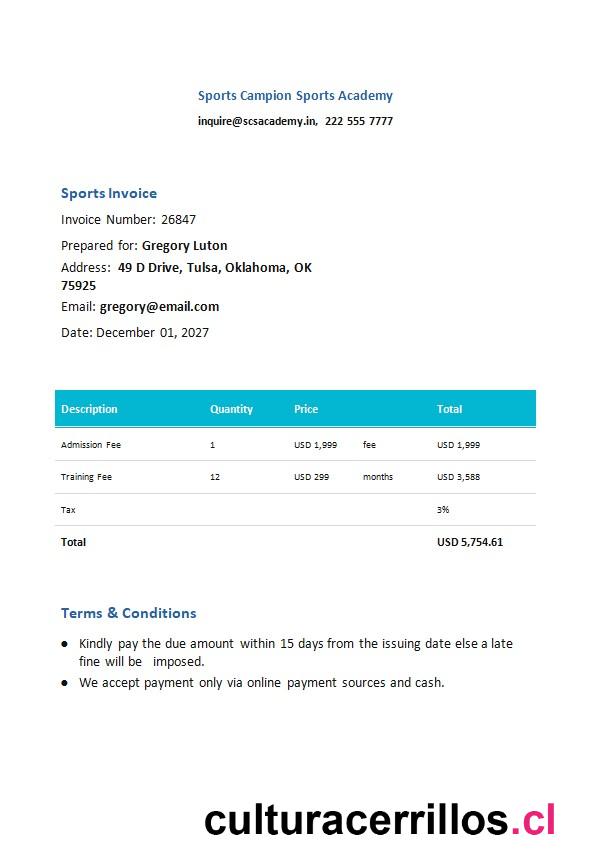 Sports Campion Sports Academy
inquire@scsacademy.in, 222 555 7777
Sports Invoice
Invoice Number: 26847
Prepared for: Gregory Luton
Address: 49 D Drive, Tulsa, Oklahoma, OK
75925
Email: gregory@email.com
Date: December 01, 2027
Description Quantity Price Total
Admission Fee 1 USD 1,999 fee USD 1,999
Training Fee 12 USD 299 months USD 3,588
Tax 3%
Total USD 5,754.61
Terms & Conditions
● Kindly pay the due amount within 15 days from the issuing date else a late
fine will be imposed.
● We accept payment only via online payment sources and cash.
culturacerrillos.cl